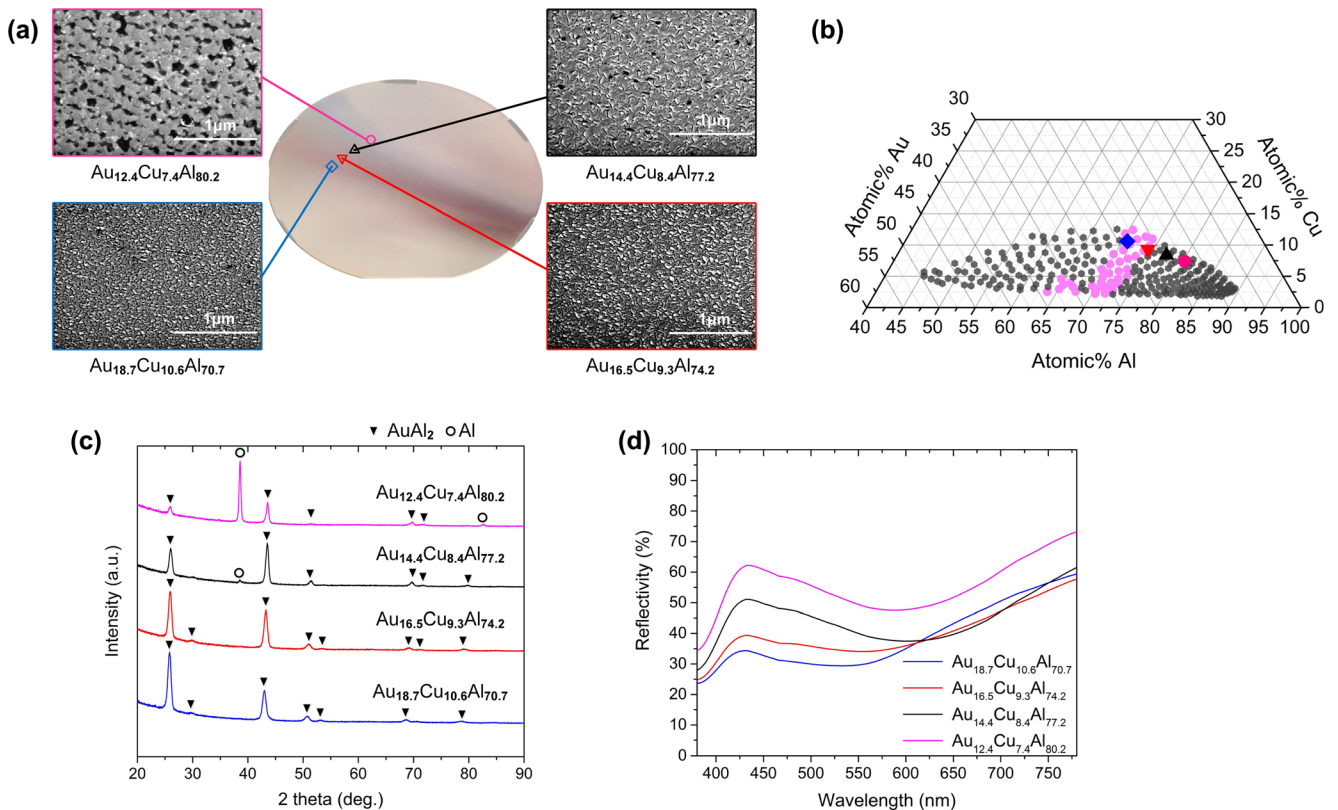 (a)
1μm
Au12.4Cu7.4Al80.2
1μm
Au14.4Cu8.4Al77.2
1μm
Au18.7Cu10.6Al70.7
1μm
Au16.5Cu9.3Al74.2
(b)
30
35
40
45
50
55
60
Atomic% Au
30
25
20
15
10
5
0
Atomic% Cu
40 45 50 55 60 65 70 75 80 85 90 95 100
Atomic% Al
(c)
▼ AuAl2 O Al
Au12.4Cu7.4Al80.2
Au14.4Cu8.4Al77.2
Au16.5Cu9.3Al74.2
Au18.7Cu10.6Al70.7
Intensity (a.u.)
20 30 40 50 60 70 80 90
2 theta (deg.)
(d)
100
90
80
70
60
50
40
30
20
10
0
Reflectivity (%)
Au18.7Cu10.6Al70.7
Au16.5Cu9.3Al74.2
Au14.4Cu8.4Al77.2
Au12.4Cu7.4Al80.2
400 450 500 550 600 650 700 750
Wavelength (nm)